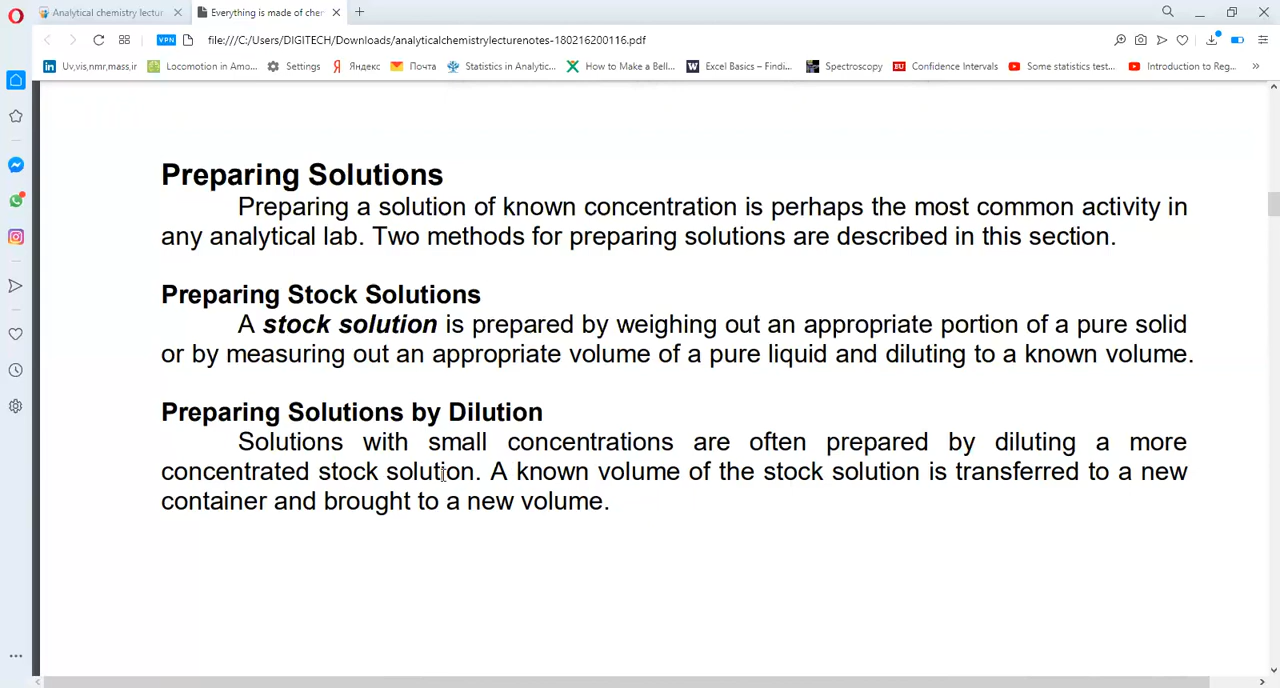 Analytical chemistry lectur
Everything is made of cher
file:///C:/Users/DIGITECH/Downloads/analyticalchemistrylecturenotes-180216200116.pdf
VPN
Uv,vis,nmr,mass,ir
Locomotion in Amo...
Settings
Яндекс
Почта
Statistics in Analytic...
How to Make a Bell...
Excel Basics – Findi...
Spectroscopy
Confidence Intervals
Some statistics test...
Introduction to Reg...
Preparing Solutions
Preparing a solution of known concentration is perhaps the most common activity in
any analytical lab. Two methods for preparing solutions are described in this section.
Preparing Stock Solutions
A stock solution is prepared by weighing out an appropriate portion of a pure solid
or by measuring out an appropriate volume of a pure liquid and diluting to a known volume.
Preparing Solutions by Dilution
Solutions with small concentrations are often prepared by diluting a more
concentrated stock solution. A known volume of the stock solution is transferred to a new
container and brought to a new volume.